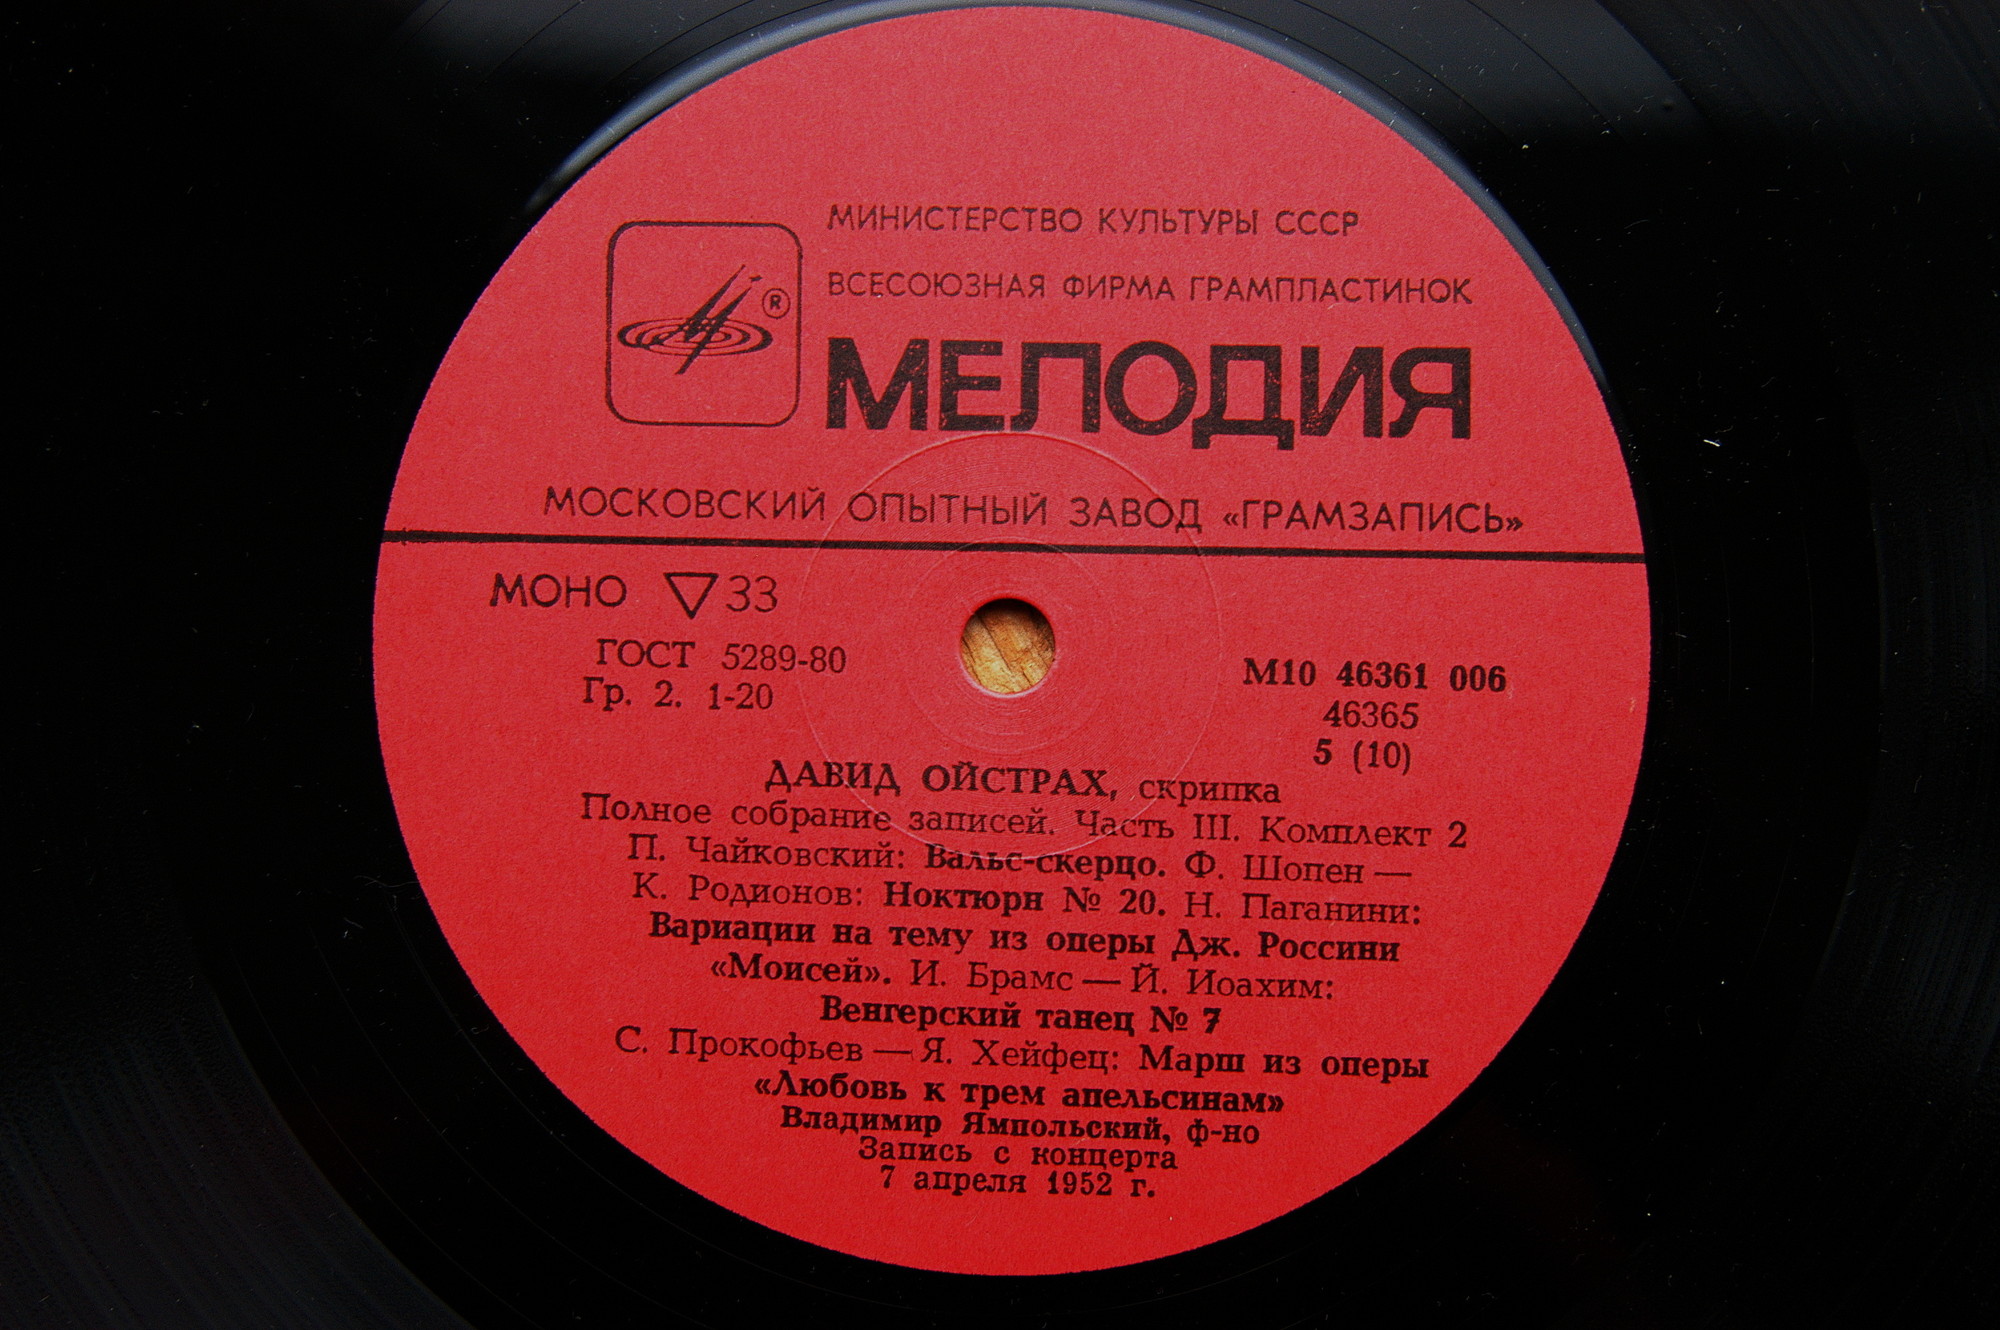 МИНИСТЕРСТВО КУЛЬТУРЫ СССР
ВСЕСОЮЗНАЯ ФИРМА ГРАМПЛАСТИНОК
®
МЕЛОДИЯ
МОСКОВСКИЙ ОПЫТНЫЙ ЗАВОД «ГРАМЗАПИСЬ»
МОНО ▽ 33
ГОСТ 5289-80
Гр. 2. 1-20
М10 46361 006
46365
5 (10)
ДАВИД ОЙСТРАХ, скрипка
Полное собрание записей. Часть III. Комплект 2
П. Чайковский: Вальс-скерцо. Ф. Шопен —
К. Родионов: Ноктюрн № 20. Н. Паганини:
Вариации на тему из оперы Дж. Россини
«Моисей». И. Брамс — Й. Иоахим:
Венгерский танец № 7
С. Прокофьев — Я. Хейфец: Марш из оперы
«Любовь к трем апельсинам»
Владимир Ямпольский, ф-но
Запись с концерта
7 апреля 1952 г.